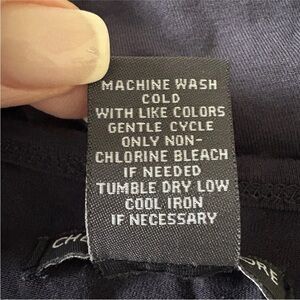 MACHINE WASH
COLD
WITH LIKE COLORS
GENTLE CYCLE
ONLY NON-
CHLORINE BLEACH
IF NEEDED
TUMBLE DRY LOW
COOL IRON
IF NECESSARY